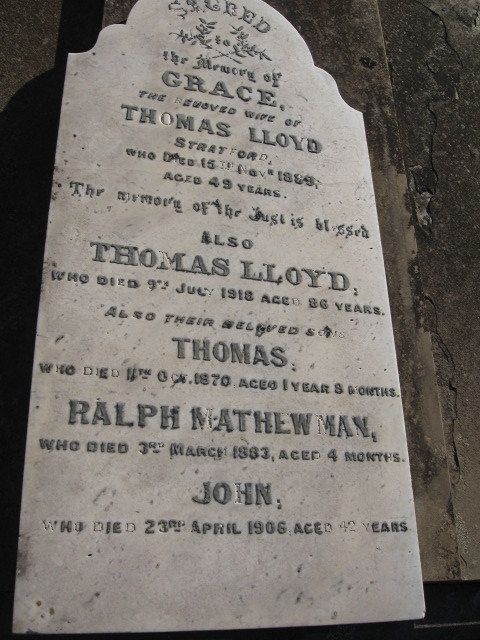 SACRED
to
the Memory of
GRACE,
THE BELOVED WIFE OF
THOMAS LLOYD
STRATFORD,
WHO DIED 15TH NOVR 1889,
AGED 49 YEARS.
The memory of the Just is blessed
ALSO
THOMAS LLOYD,
WHO DIED 9TH JULY 1918 AGED 86 YEARS.
ALSO THEIR BELOVED SONS
THOMAS,
WHO DIED 11TH OCT. 1870, AGED 1 YEAR 8 MONTHS.
RALPH MATHEW MAN,
WHO DIED 3RD MARCH 1883, AGED 4 MONTHS.
JOHN,
WHO DIED 23RD APRIL 1906, AGED 42 YEARS